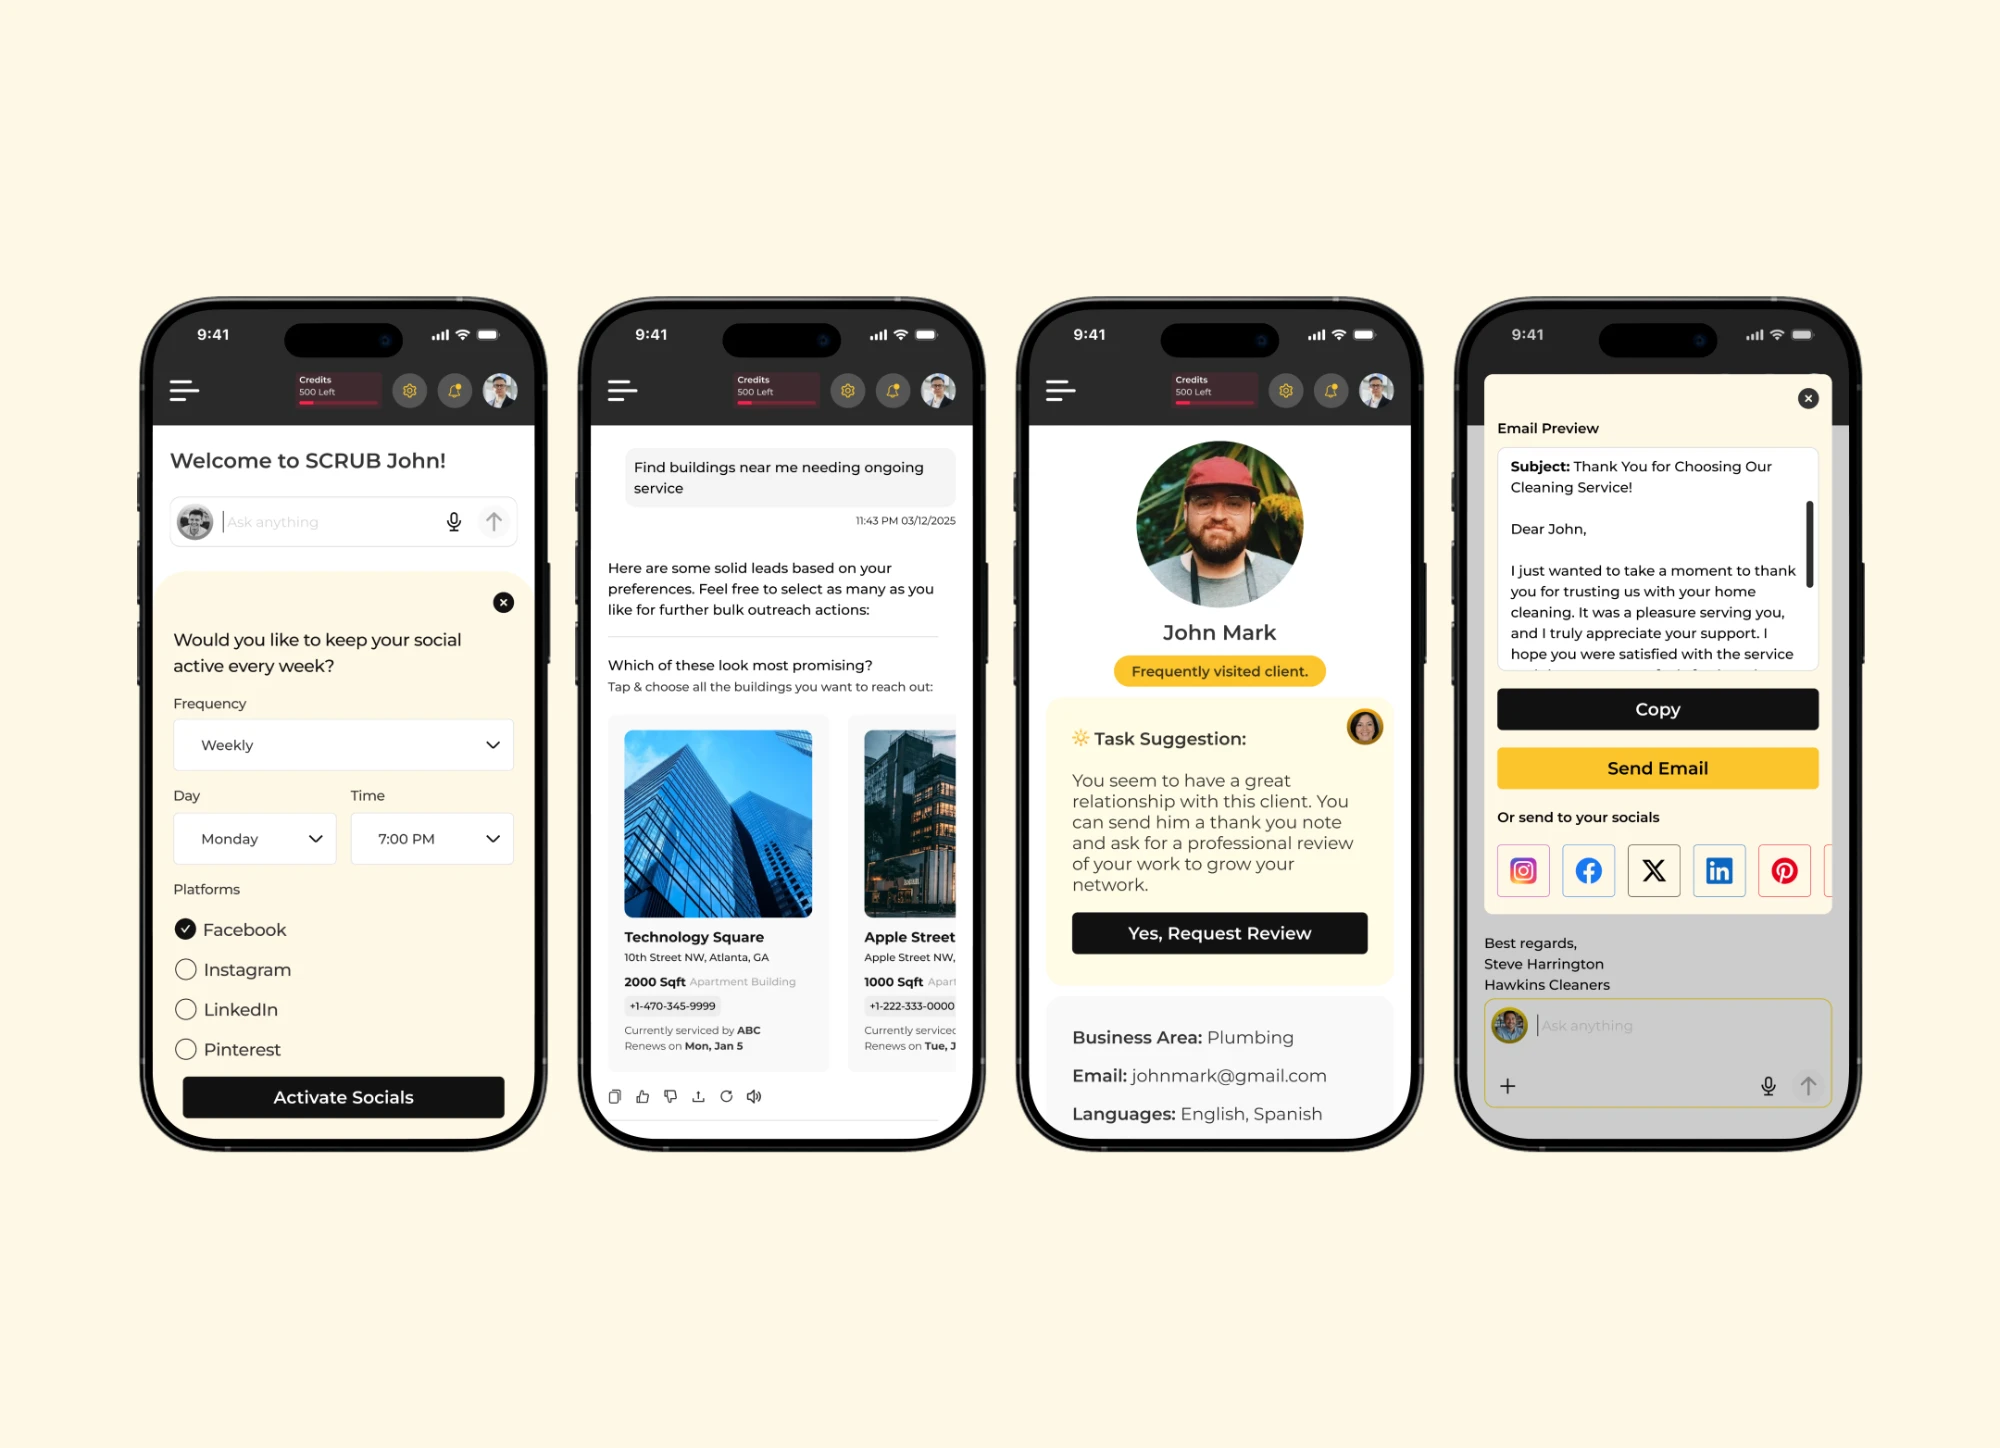 9:41
Credits
500 Left
Welcome to SCRUB John!
Ask anything
Would you like to keep your social
active every week?
Frequency
Weekly
Day
Time
Monday
7:00 PM
Platforms
Facebook
Instagram
LinkedIn
Pinterest
Activate Socials
9:41
Credits
500 Left
Find buildings near me needing ongoing
service
11:43 PM 03/12/2025
Here are some solid leads based on your
preferences. Feel free to select as many as you
like for further bulk outreach actions:
Which of these look most promising?
Tap & choose all the buildings you want to reach out:
Technology Square
10th Street NW, Atlanta, GA
2000 Sqft Apartment Building
+1-470-345-9999
Currently serviced by ABC
Renews on Mon, Jan 5
Apple Street
Apple Street NW,
1000 Sqft Apart
+1-222-333-0000
Currently servicec
Renews on Tue, J
9:41
Credits
500 Left
John Mark
Frequently visited client.
Task Suggestion:
You seem to have a great
relationship with this client. You
can send him a thank you note
and ask for a professional review
of your work to grow your
network.
Yes, Request Review
Business Area: Plumbing
Email: johnmark@gmail.com
Languages: English, Spanish
9:41
Email Preview
Subject: Thank You for Choosing Our
Cleaning Service!
Dear John,
I just wanted to take a moment to thank
you for trusting us with your home
cleaning. It was a pleasure serving you,
and I truly appreciate your support. I
hope you were satisfied with the service
Copy
Send Email
Or send to your socials
Best regards,
Steve Harrington
Hawkins Cleaners
Ask anything